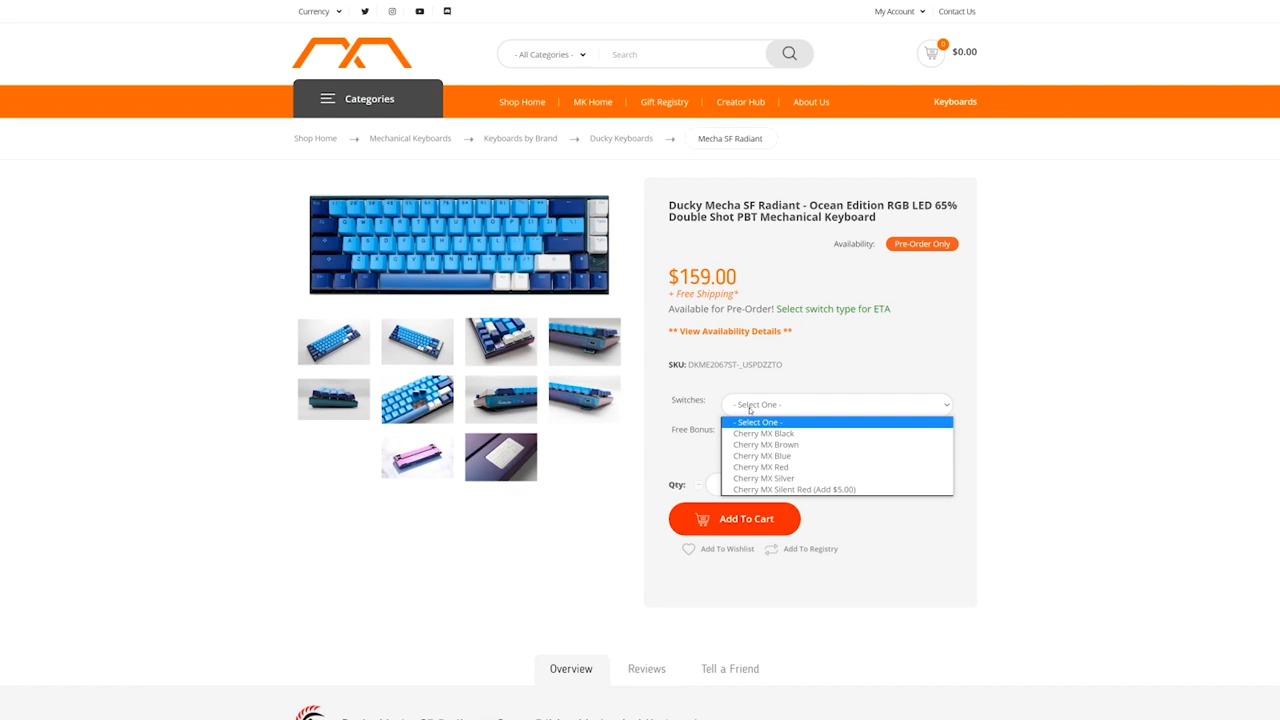 Currency
My Account
Contact Us
- All Categories -
Search
0
$0.00
Categories
Shop Home
MK Home
Gift Registry
Creator Hub
About Us
Keyboards
Shop Home
Mechanical Keyboards
Keyboards by Brand
Ducky Keyboards
Mecha SF Radiant
Ducky Mecha SF Radiant - Ocean Edition RGB LED 65%
Double Shot PBT Mechanical Keyboard
Availability:
Pre-Order Only
$159.00
+ Free Shipping*
Available for Pre-Order! Select switch type for ETA
** View Availability Details **
SKU: DKME2067ST-_USPDZZTO
Switches:
- Select One -
- Select One -
Cherry MX Black
Free Bonus:
Cherry MX Brown
Cherry MX Blue
Cherry MX Red
Cherry MX Silver
Cherry MX Silent Red (Add $5.00)
Qty:
Add To Cart
Add To Wishlist
Add To Registry
Overview
Reviews
Tell a Friend